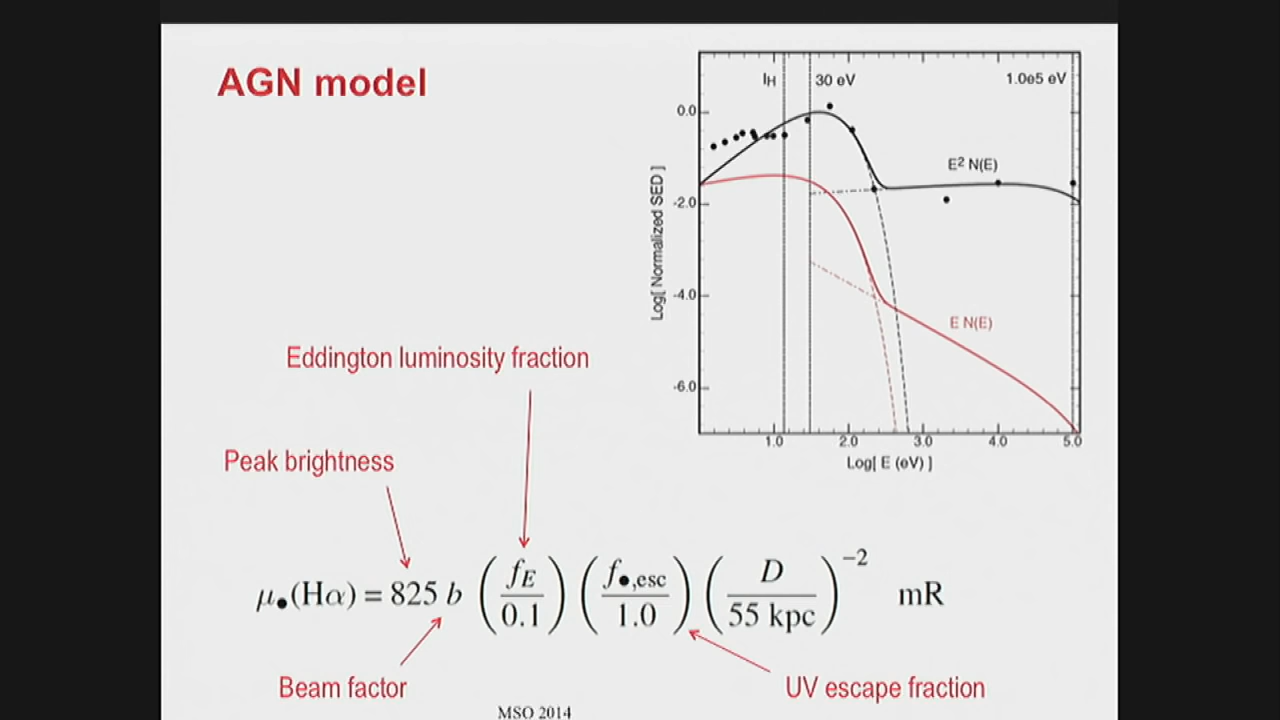 AGN model
I_H
30 eV
1.0e5 eV
0.0
-2.0
-4.0
-6.0
Log[ Normalized SED ]
E² N(E)
E N(E)
1.0 2.0 3.0 4.0 5.0
Log[ E (eV) ]
Eddington luminosity fraction
Peak brightness
μ●(Hα) = 825 b (f_E / 0.1) (f●,esc / 1.0) (D / 55 kpc)⁻² mR
Beam factor
UV escape fraction
MSO 2014